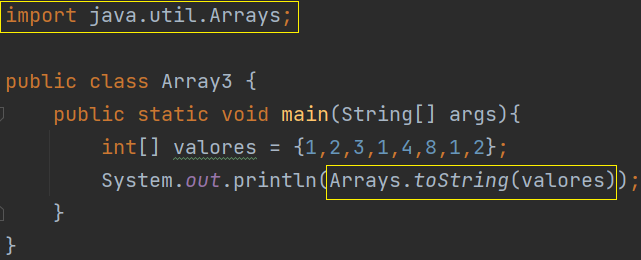 import java.util.Arrays;
public class Array3 {
public static void main(String[] args){
int[] valores = {1,2,3,1,4,8,1,2};
System.out.println(Arrays.toString(valores));
}
}